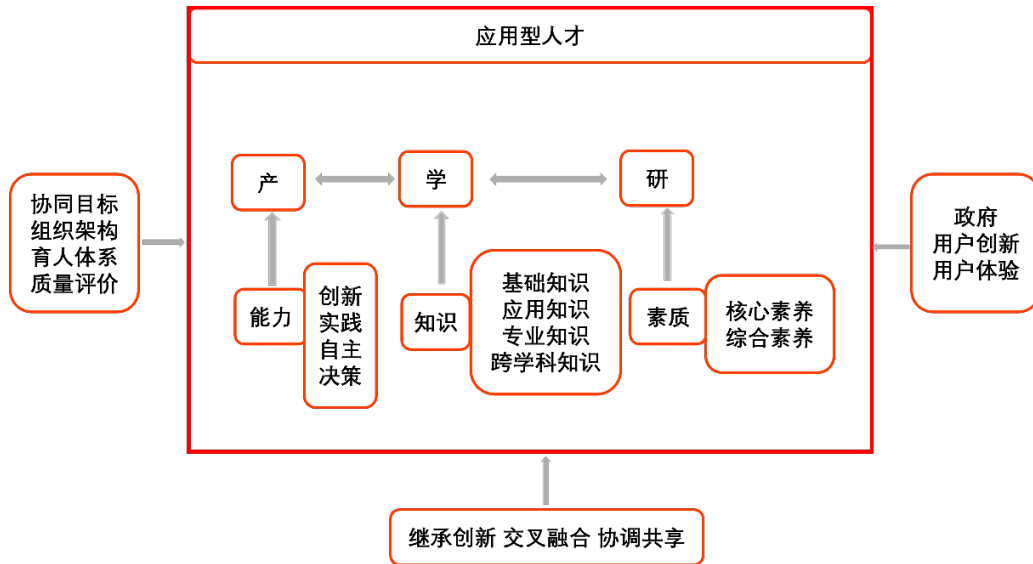 应用型人才
产
学
研
协同目标
组织架构
育人体系
质量评价
政府
用户创新
用户体验
能力
创新
实践
自主
决策
知识
基础知识
应用知识
专业知识
跨学科知识
素质
核心素养
综合素养
继承创新 交叉融合 协调共享